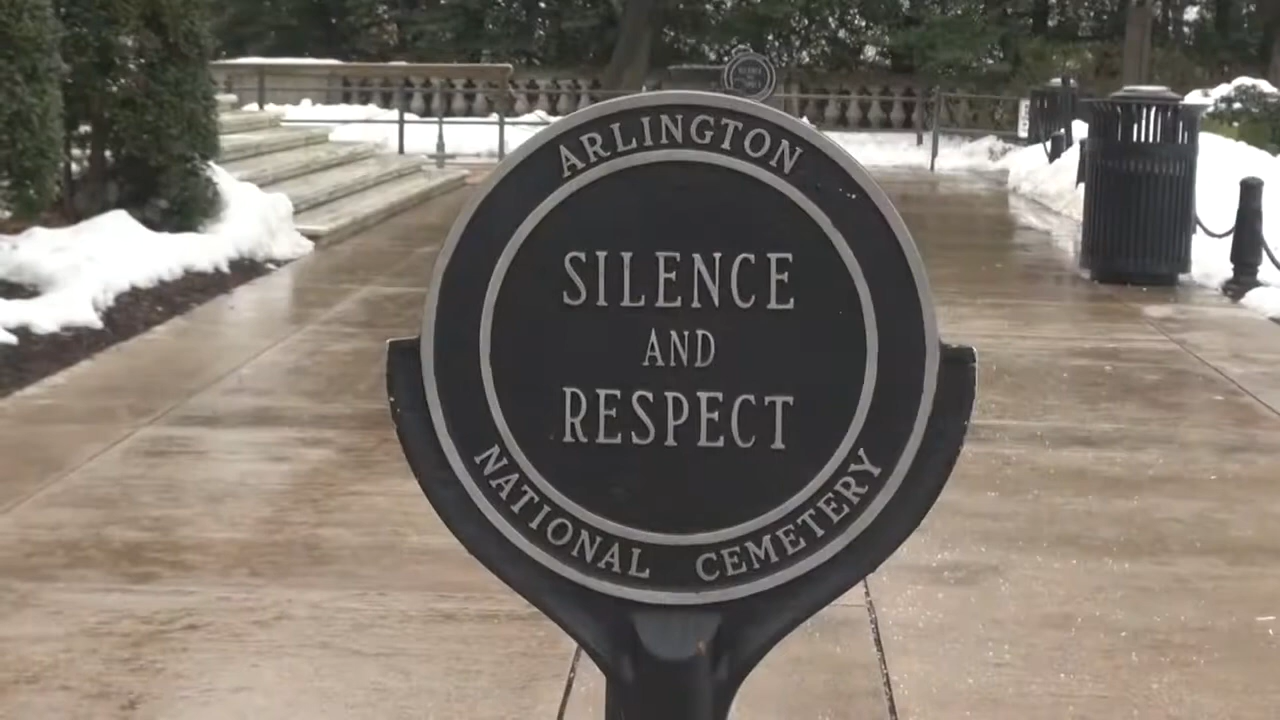 ARLINGTON
SILENCE
AND
RESPECT
NATIONAL CEMETERY